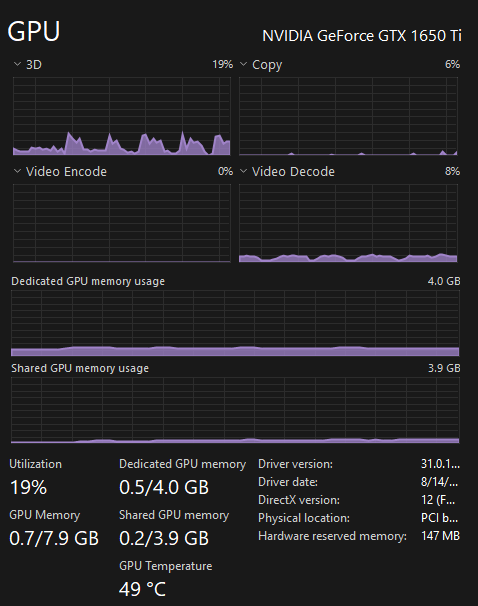 GPU NVIDIA GeForce GTX 1650 Ti
3D 19% Copy 6%
Video Encode 0% Video Decode 8%
Dedicated GPU memory usage 4.0 GB
Shared GPU memory usage 3.9 GB
Utilization
19%
Dedicated GPU memory
0.5/4.0 GB
GPU Memory
0.7/7.9 GB
Shared GPU memory
0.2/3.9 GB
GPU Temperature
49 °C
Driver version: 31.0.1...
Driver date: 8/14/...
DirectX version: 12 (F...
Physical location: PCI b...
Hardware reserved memory: 147 MB